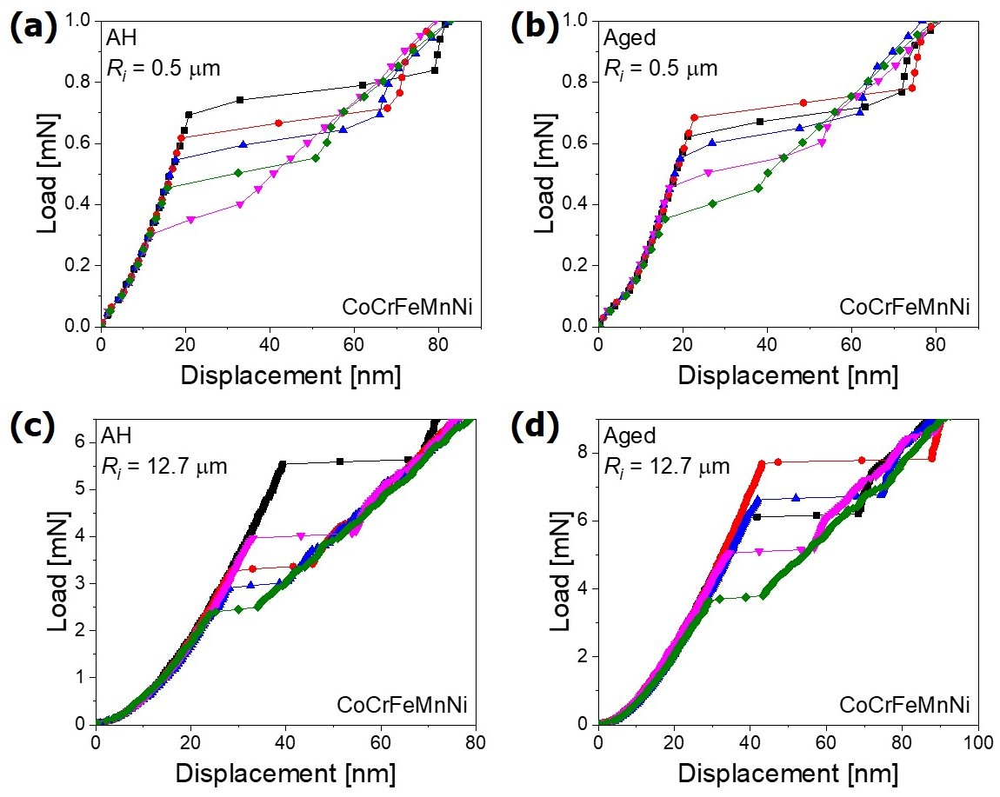 (a)
AH
R_i = 0.5 µm
CoCrFeMnNi
Load [mN]
1.0
0.8
0.6
0.4
0.2
0.0
0 20 40 60 80
Displacement [nm]
(b)
Aged
R_i = 0.5 µm
CoCrFeMnNi
Load [mN]
1.0
0.8
0.6
0.4
0.2
0.0
0 20 40 60 80
Displacement [nm]
(c)
AH
R_i = 12.7 µm
CoCrFeMnNi
Load [mN]
6
5
4
3
2
1
0
0 20 40 60 80
Displacement [nm]
(d)
Aged
R_i = 12.7 µm
CoCrFeMnNi
Load [mN]
8
6
4
2
0
0 20 40 60 80 100
Displacement [nm]